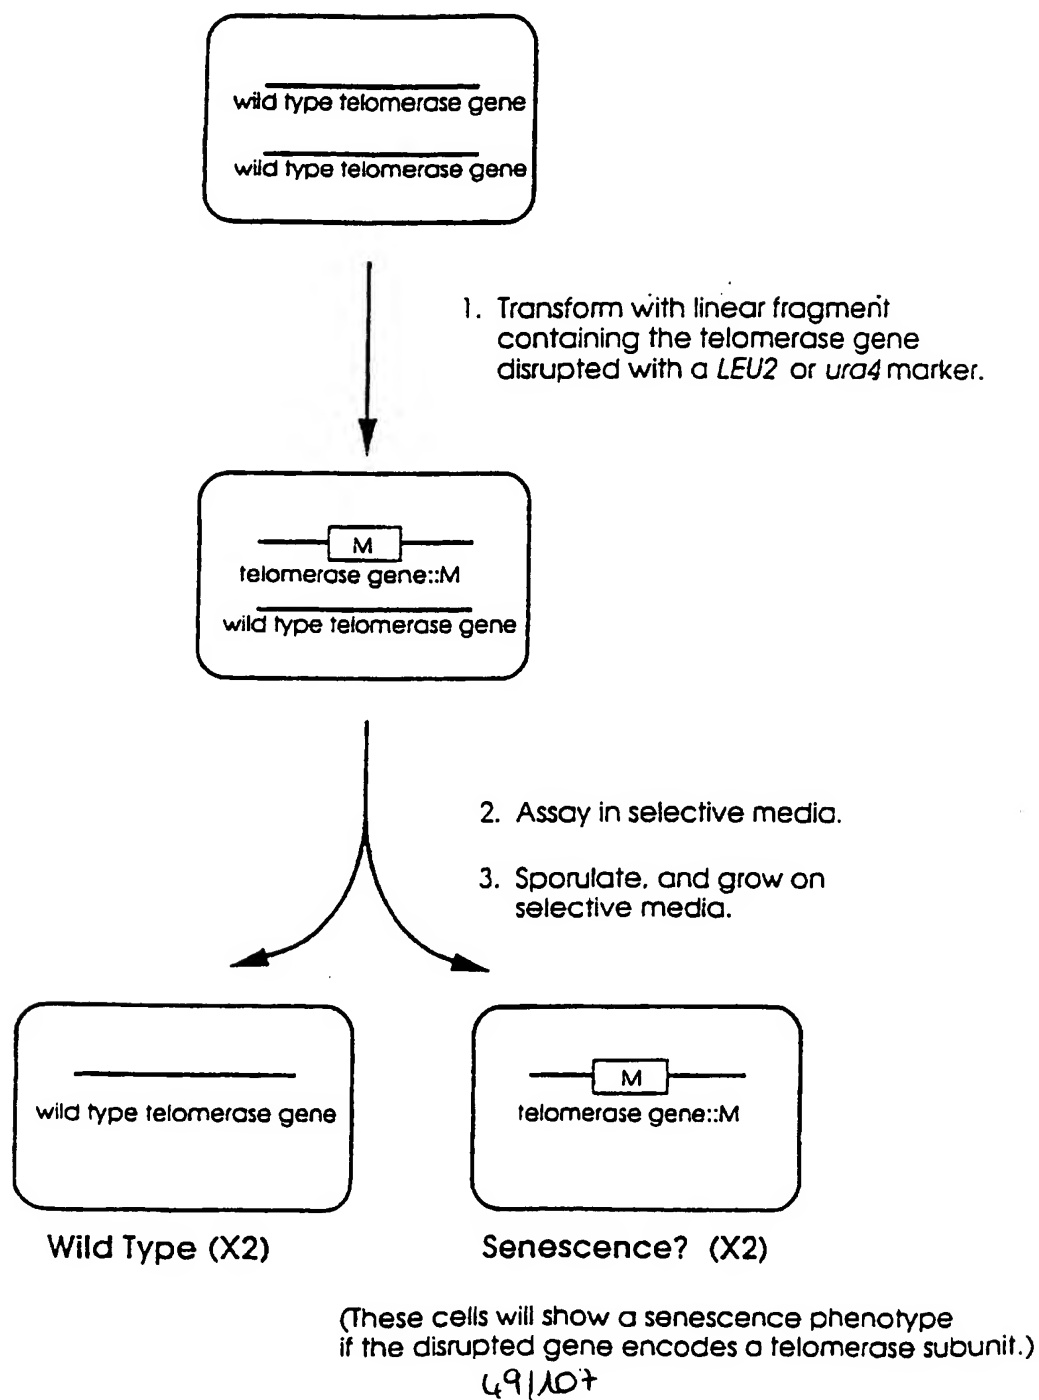 wild type telomerase gene
wild type telomerase gene
1. Transform with linear fragment
containing the telomerase gene
disrupted with a LEU2 or ura4 marker.
M
telomerase gene::M
wild type telomerase gene
2. Assay in selective media.
3. Sporulate, and grow on
selective media.
wild type telomerase gene
M
telomerase gene::M
Wild Type (X2)
Senescence? (X2)
(These cells will show a senescence phenotype
if the disrupted gene encodes a telomerase subunit.)
49/107